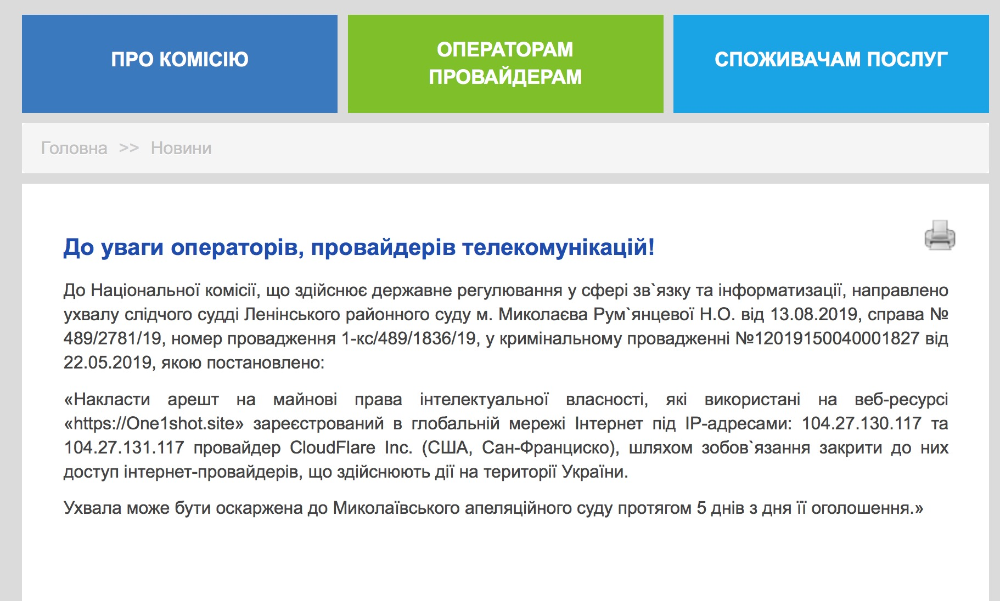 ПРО КОМІСІЮ
ОПЕРАТОРАМ
ПРОВАЙДЕРАМ
СПОЖИВАЧАМ ПОСЛУГ
Головна >> Новини
До уваги операторів, провайдерів телекомунікацій!
До Національної комісії, що здійснює державне регулювання у сфері зв`язку та інформатизації, направлено
ухвалу слідчого судді Ленінського районного суду м. Миколаєва Рум`янцевої Н.О. від 13.08.2019, справа №
489/2781/19, номер провадження 1-кс/489/1836/19, у кримінальному провадженні №12019150040001827 від
22.05.2019, якою постановлено:
«Накласти арешт на майнові права інтелектуальної власності, які використані на веб-ресурсі
«https://One1shot.site» зареєстрований в глобальній мережі Інтернет під IP-адресами: 104.27.130.117 та
104.27.131.117 провайдер CloudFlare Inc. (США, Сан-Франциско), шляхом зобов`язання закрити до них
доступ інтернет-провайдерів, що здійснюють дії на території України.
Ухвала може бути оскаржена до Миколаївського апеляційного суду протягом 5 днів з дня її оголошення.»